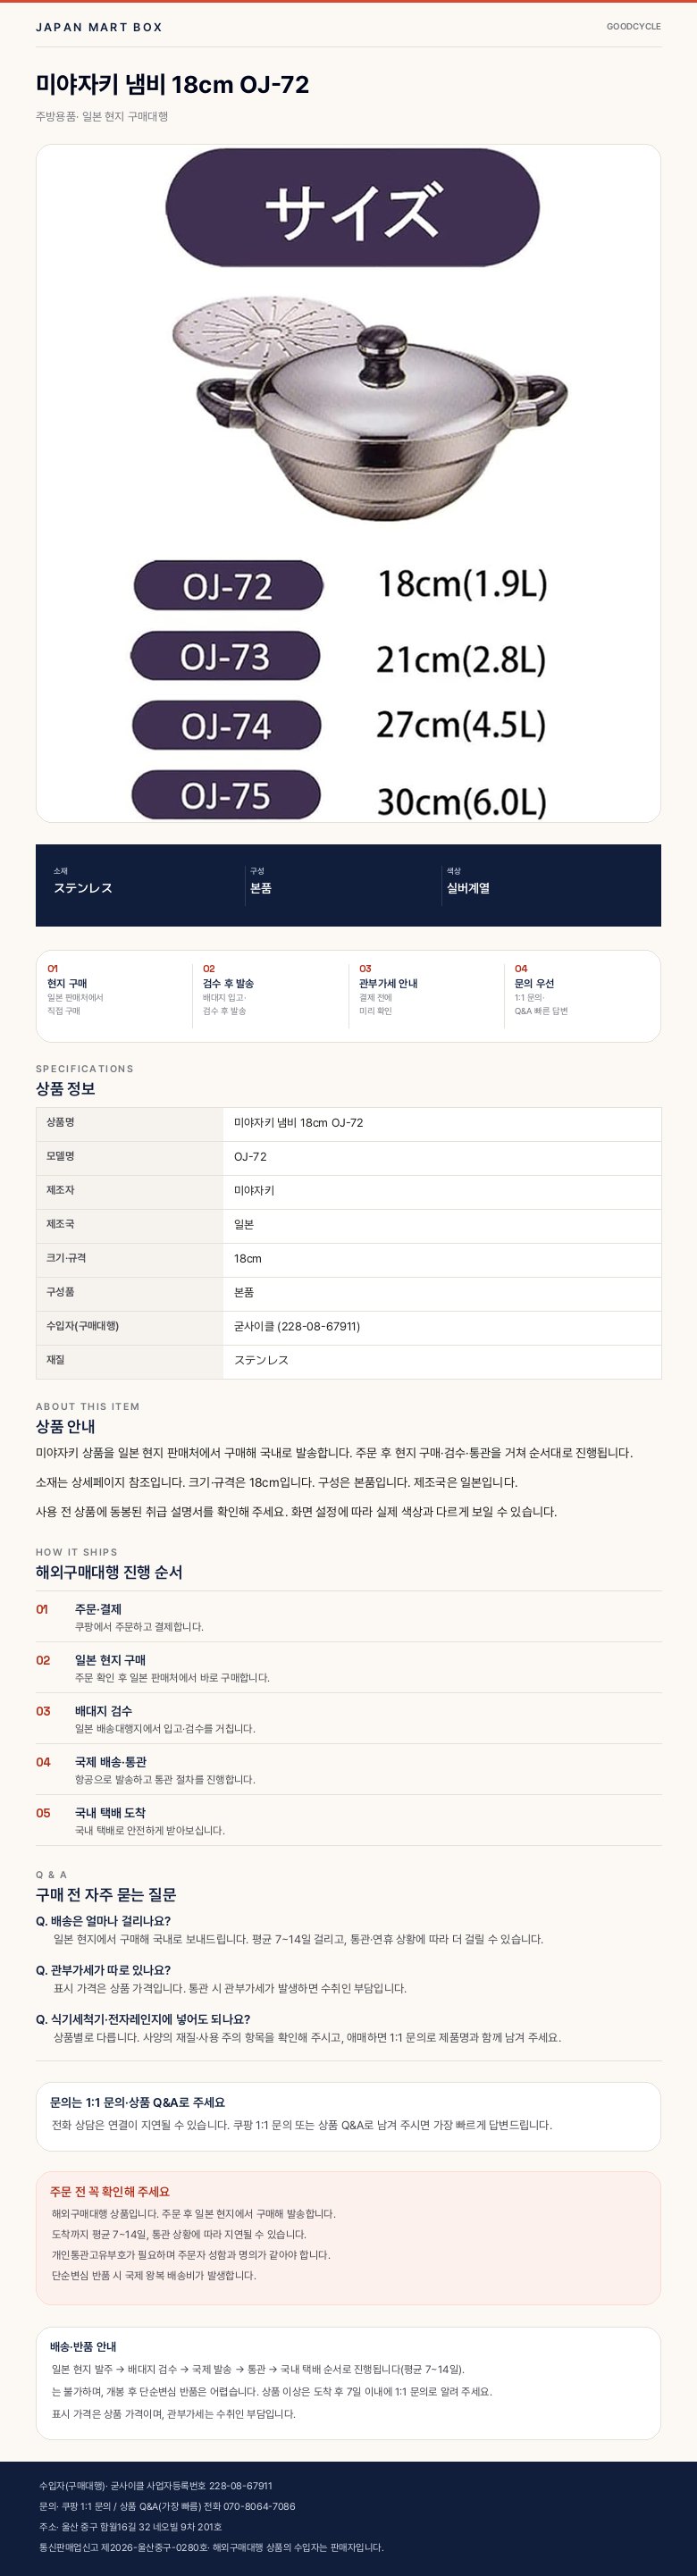 JAPAN MART BOX
GOODCYCLE
미야자키 냄비 18cm OJ-72
주방용품· 일본 현지 구매대행
サイズ
OJ-72 18cm(1.9L)
OJ-73 21cm(2.8L)
OJ-74 27cm(4.5L)
OJ-75 30cm(6.0L)
소재
ステンレス
구성
본품
색상
실버계열
01
현지 구매
일본 판매처에서
직접 구매
02
검수 후 발송
배대지 입고·
검수 후 발송
03
관부가세 안내
결제 전에
미리 확인
04
문의 우선
1:1 문의·
Q&A 빠른 답변
SPECIFICATIONS
상품 정보
상품명 미야자키 냄비 18cm OJ-72
모델명 OJ-72
제조자 미야자키
제조국 일본
크기·규격 18cm
구성품 본품
수입자(구매대행) 굳사이클 (228-08-67911)
재질 ステンレス
ABOUT THIS ITEM
상품 안내
미야자키 상품을 일본 현지 판매처에서 구매해 국내로 발송합니다. 주문 후 현지 구매·검수·통관을 거쳐 순서대로 진행됩니다.
소재는 상세페이지 참조입니다. 크기·규격은 18cm입니다. 구성은 본품입니다. 제조국은 일본입니다.
사용 전 상품에 동봉된 취급 설명서를 확인해 주세요. 화면 설정에 따라 실제 색상과 다르게 보일 수 있습니다.
HOW IT SHIPS
해외구매대행 진행 순서
01 주문·결제
쿠팡에서 주문하고 결제합니다.
02 일본 현지 구매
주문 확인 후 일본 판매처에서 바로 구매합니다.
03 배대지 검수
일본 배송대행지에서 입고·검수를 거칩니다.
04 국제 배송·통관
항공으로 발송하고 통관 절차를 진행합니다.
05 국내 택배 도착
국내 택배로 안전하게 받아보십니다.
Q & A
구매 전 자주 묻는 질문
Q. 배송은 얼마나 걸리나요?
일본 현지에서 구매해 국내로 보내드립니다. 평균 7~14일 걸리고, 통관·연휴 상황에 따라 더 걸릴 수 있습니다.
Q. 관부가세가 따로 있나요?
표시 가격은 상품 가격입니다. 통관 시 관부가세가 발생하면 수취인 부담입니다.
Q. 식기세척기·전자레인지에 넣어도 되나요?
상품별로 다릅니다. 사양의 재질·사용 주의 항목을 확인해 주시고, 애매하면 1:1 문의로 제품명과 함께 남겨 주세요.
문의는 1:1 문의·상품 Q&A로 주세요
전화 상담은 연결이 지연될 수 있습니다. 쿠팡 1:1 문의 또는 상품 Q&A로 남겨 주시면 가장 빠르게 답변드립니다.
주문 전 꼭 확인해 주세요
해외구매대행 상품입니다. 주문 후 일본 현지에서 구매해 발송합니다.
도착까지 평균 7~14일, 통관 상황에 따라 지연될 수 있습니다.
개인통관고유부호가 필요하며 주문자 성함과 명의가 같아야 합니다.
단순변심 반품 시 국제 왕복 배송비가 발생합니다.
배송·반품 안내
일본 현지 발주 → 배대지 검수 → 국제 발송 → 통관 → 국내 택배 순서로 진행됩니다(평균 7~14일).
는 불가하며, 개봉 후 단순변심 반품은 어렵습니다. 상품 이상은 도착 후 7일 이내에 1:1 문의로 알려 주세요.
표시 가격은 상품 가격이며, 관부가세는 수취인 부담입니다.
수입자(구매대행)· 굳사이클 사업자등록번호 228-08-67911
문의· 쿠팡 1:1 문의 / 상품 Q&A(가장 빠름) 전화 070-8064-7086
주소· 울산 중구 함월16길 32 네오빌 9차 201호
통신판매업신고 제2026-울산중구-0280호· 해외구매대행 상품의 수입자는 판매자입니다.